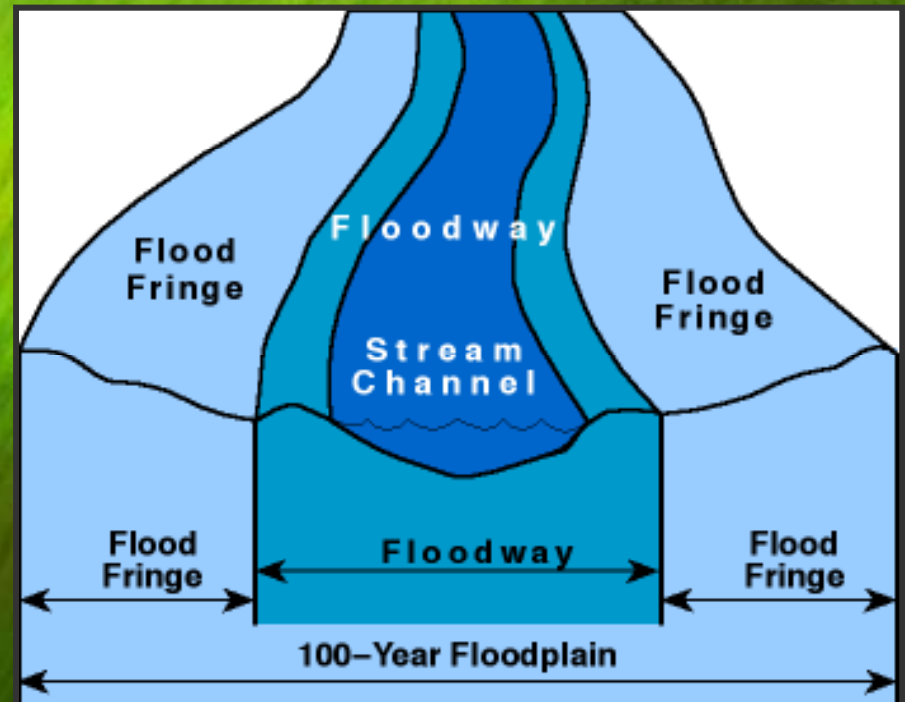 Floodway
Flood
Fringe
Flood
Fringe
Stream
Channel
Flood
Fringe
Floodway
Flood
Fringe
100–Year Floodplain